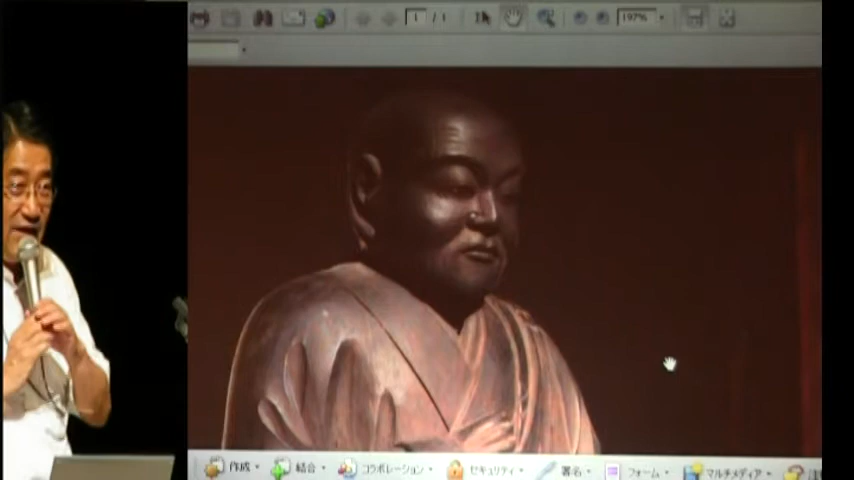 1 / 1 197%
作成 結合 コラボレーション セキュリティ 署名 フォーム マルチメディア